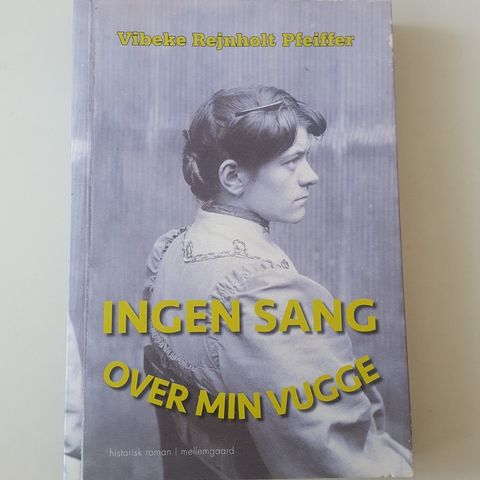 Vibeke Rejnholt Pfeiffer
INGEN SANG
OVER MIN VUGGE
historisk roman | mellemgaard